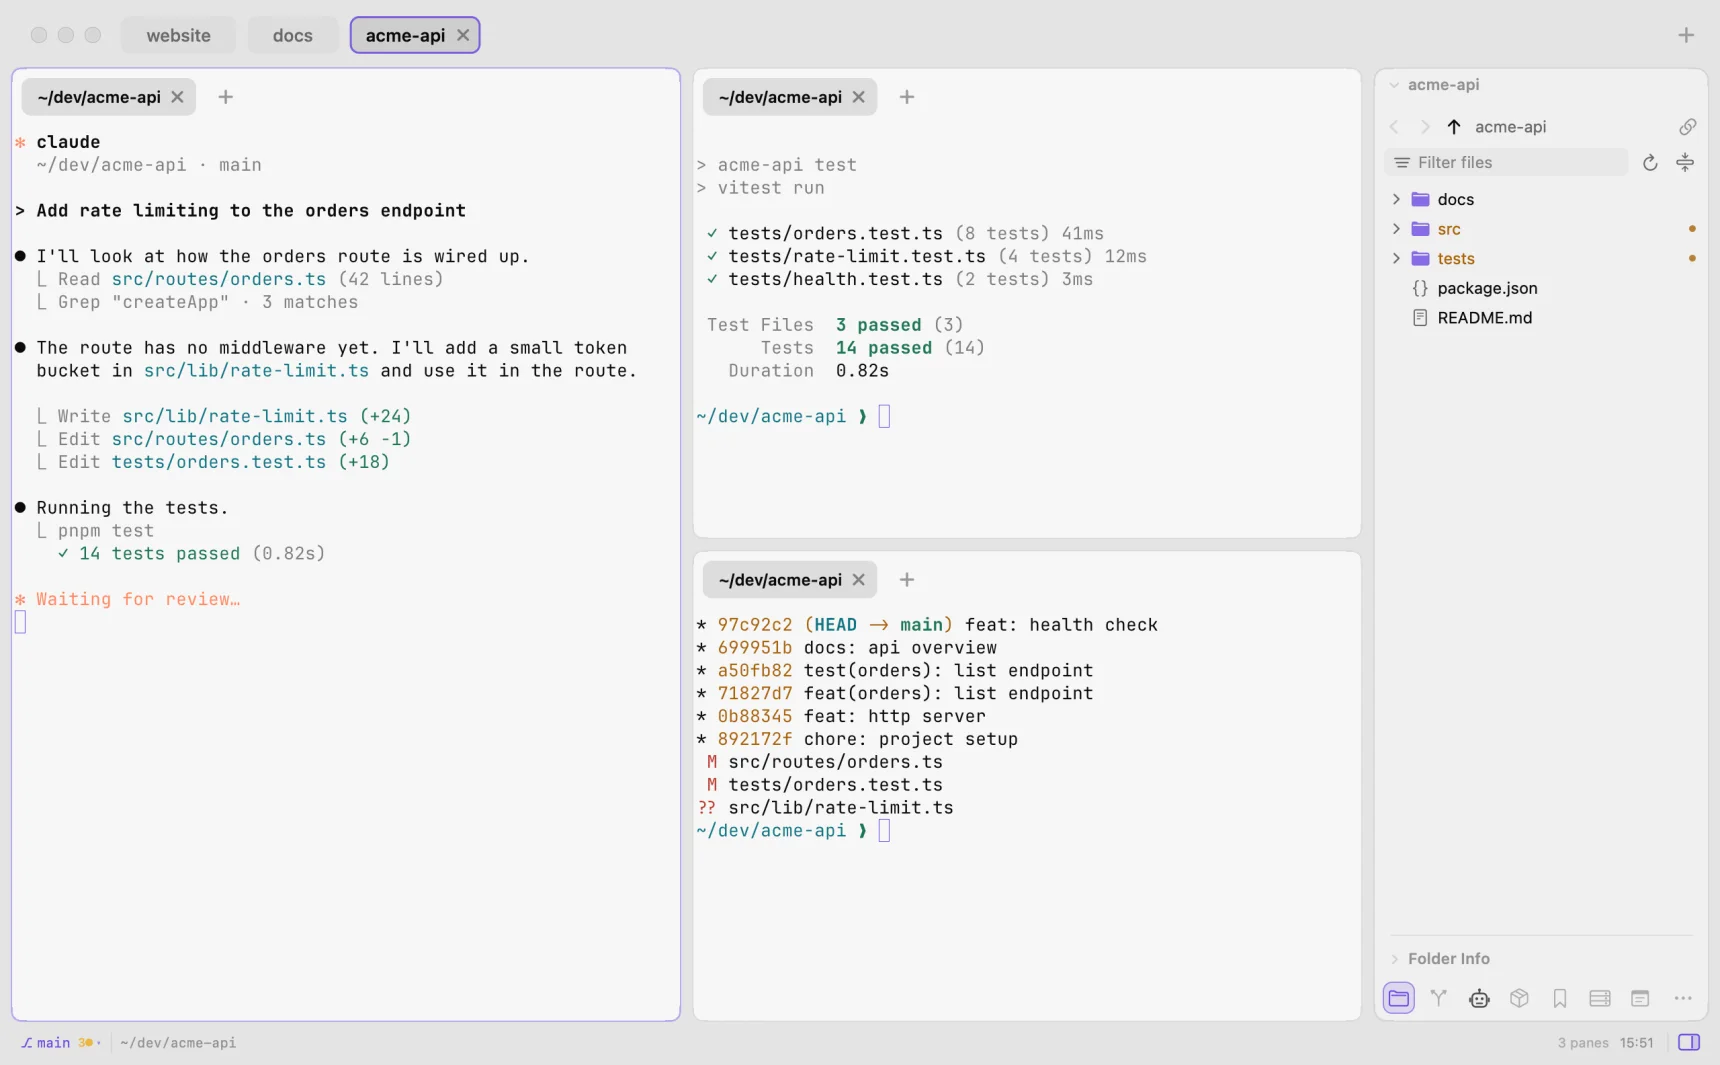 website
docs
acme-api
~/dev/acme-api
* claude
~/dev/acme-api · main
> Add rate limiting to the orders endpoint
● I'll look at how the orders route is wired up.
⎿ Read src/routes/orders.ts (42 lines)
⎿ Grep "createApp" · 3 matches
● The route has no middleware yet. I'll add a small token
bucket in src/lib/rate-limit.ts and use it in the route.
⎿ Write src/lib/rate-limit.ts (+24)
⎿ Edit src/routes/orders.ts (+6 -1)
⎿ Edit tests/orders.test.ts (+18)
● Running the tests.
⎿ pnpm test
✓ 14 tests passed (0.82s)
* Waiting for review…
~/dev/acme-api
> acme-api test
> vitest run
✓ tests/orders.test.ts (8 tests) 41ms
✓ tests/rate-limit.test.ts (4 tests) 12ms
✓ tests/health.test.ts (2 tests) 3ms
Test Files 3 passed (3)
Tests 14 passed (14)
Duration 0.82s
~/dev/acme-api ❯
~/dev/acme-api
* 97c92c2 (HEAD -> main) feat: health check
* 699951b docs: api overview
* a50fb82 test(orders): list endpoint
* 71827d7 feat(orders): list endpoint
* 0b88345 feat: http server
* 892172f chore: project setup
M src/routes/orders.ts
M tests/orders.test.ts
?? src/lib/rate-limit.ts
~/dev/acme-api ❯
acme-api
acme-api
Filter files
docs
src
tests
{} package.json
README.md
Folder Info
main 3
~/dev/acme-api
3 panes
15:51